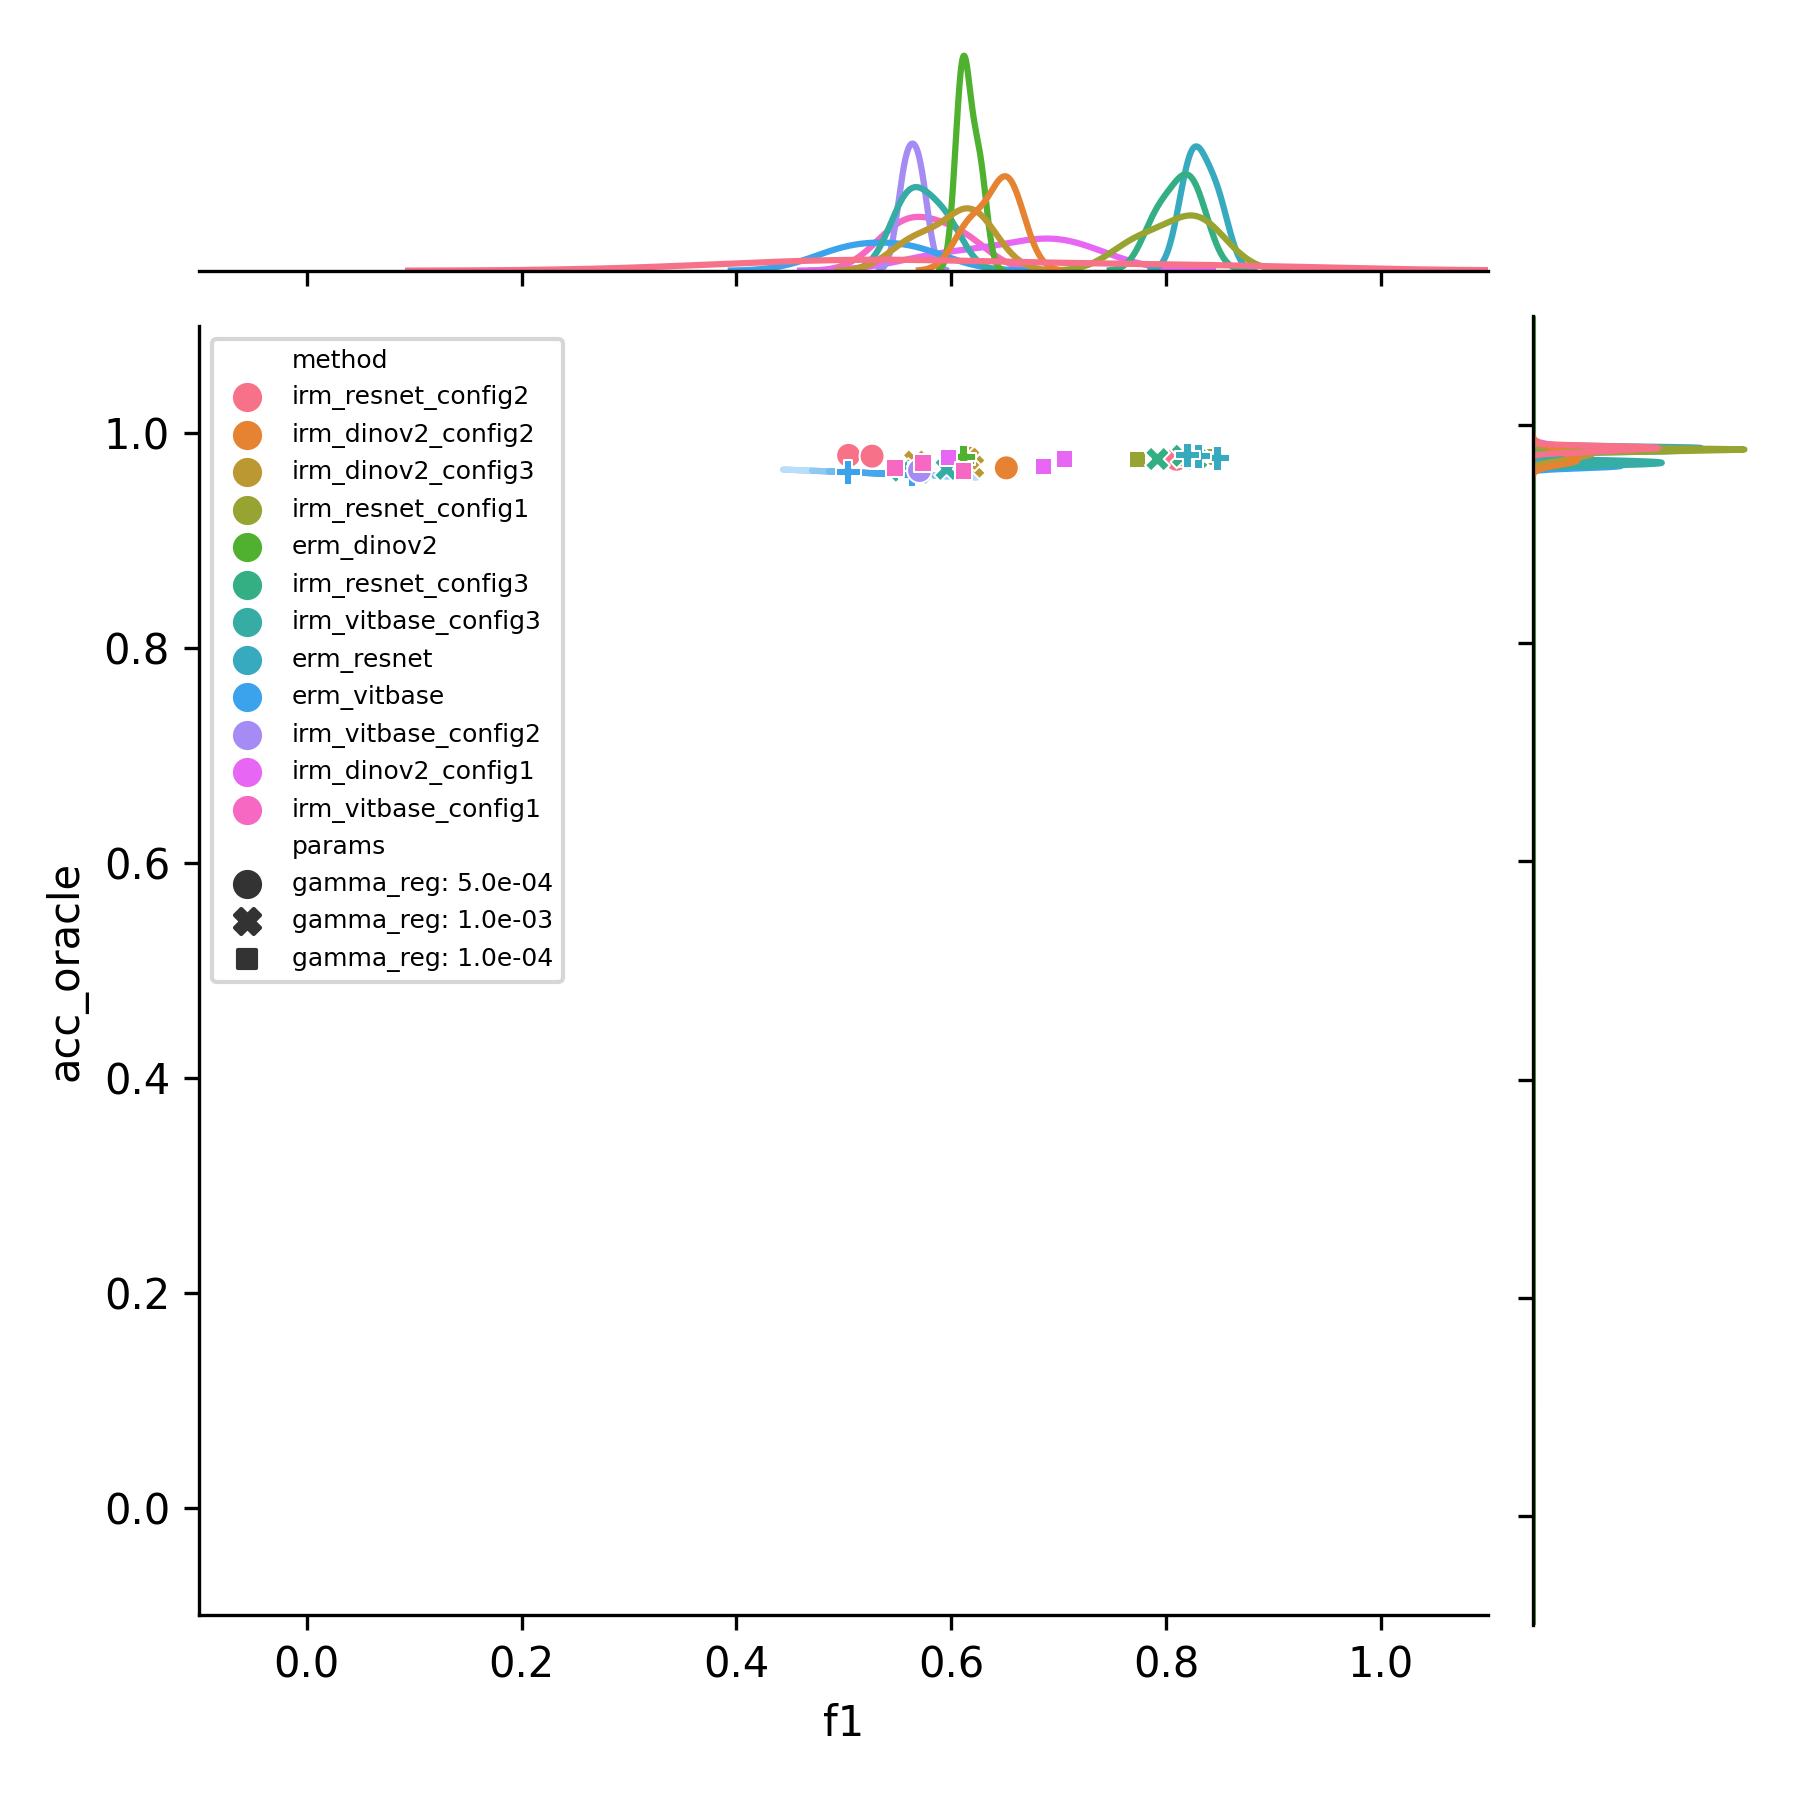 method
irm_resnet_config2
irm_dinov2_config2
irm_dinov2_config3
irm_resnet_config1
erm_dinov2
irm_resnet_config3
irm_vitbase_config3
erm_resnet
erm_vitbase
irm_vitbase_config2
irm_dinov2_config1
irm_vitbase_config1
params
gamma_reg: 5.0e-04
gamma_reg: 1.0e-03
gamma_reg: 1.0e-04
1.0
0.8
0.6
0.4
0.2
0.0
acc_oracle
0.0 0.2 0.4 0.6 0.8 1.0
f1